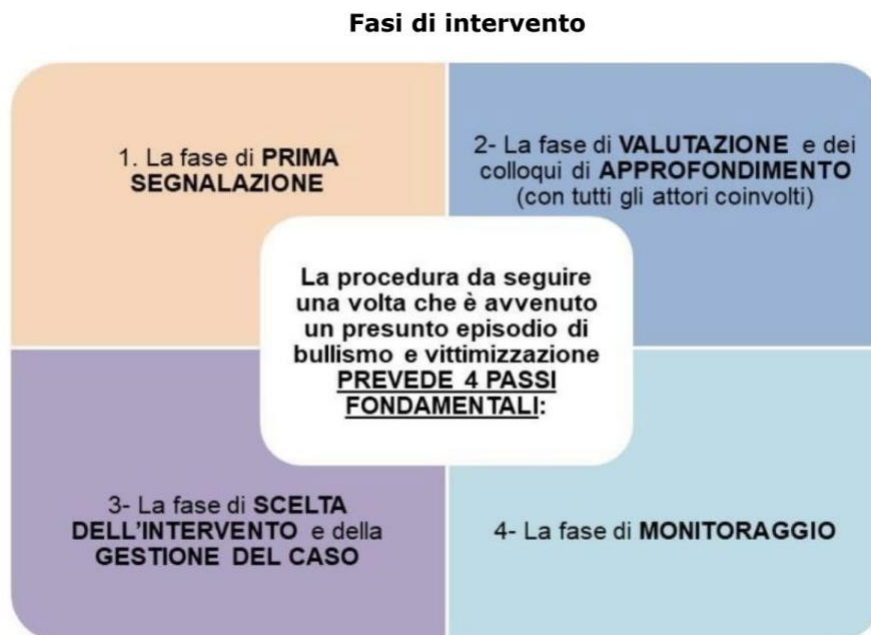 Fasi di intervento
1. La fase di PRIMA
SEGNALAZIONE
2- La fase di VALUTAZIONE e dei
colloqui di APPROFONDIMENTO
(con tutti gli attori coinvolti)
La procedura da seguire
una volta che è avvenuto
un presunto episodio di
bullismo e vittimizzazione
PREVEDE 4 PASSI
FONDAMENTALI:
3- La fase di SCELTA
DELL'INTERVENTO e della
GESTIONE DEL CASO
4- La fase di MONITORAGGIO